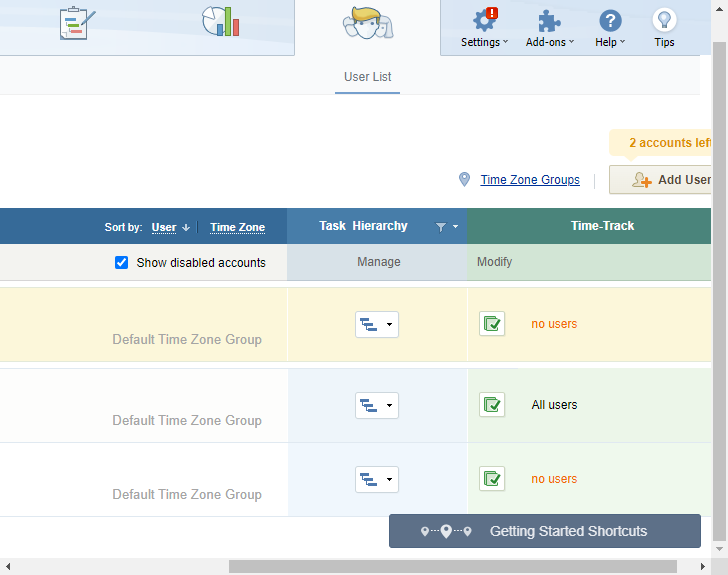 Settings
Add-ons
Help
Tips
User List
2 accounts left
Time Zone Groups
Add User
Sort by: User Time Zone
Task Hierarchy
Time-Track
Show disabled accounts
Manage
Modify
Default Time Zone Group
no users
Default Time Zone Group
All users
Default Time Zone Group
no users
Getting Started Shortcuts